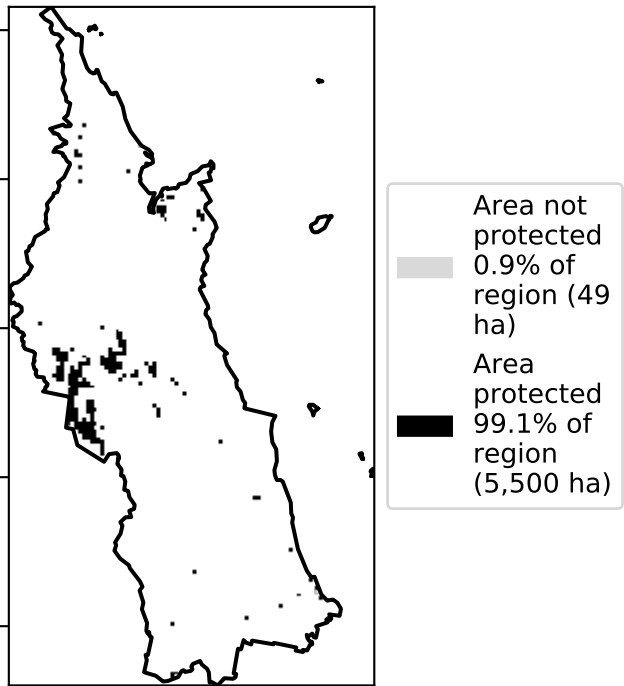 Area not
protected
0.9% of
region (49
ha)
Area
protected
99.1% of
region
(5,500 ha)